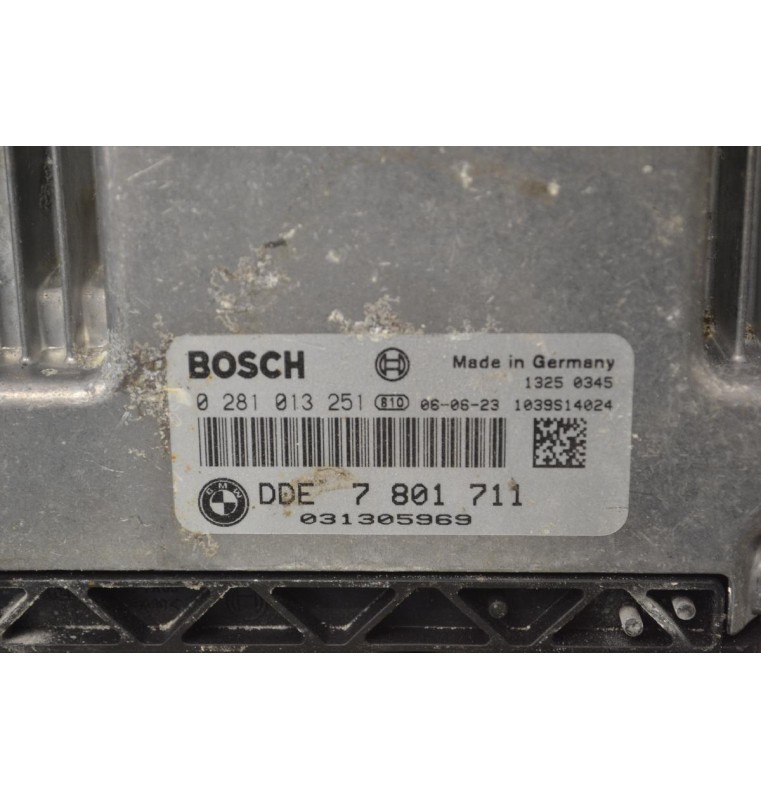 BOSCH Made in Germany
1325 0345
0 281 013 251 810 06-06-23 1039S14024
BMW DDE 7 801 711
031305969